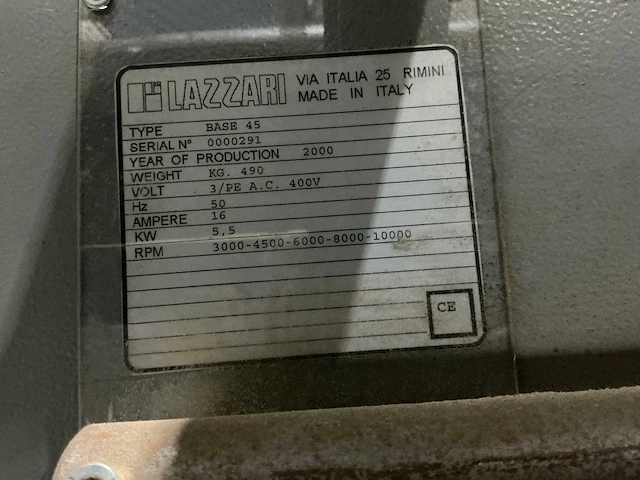 LAZZARI VIA ITALIA 25 RIMINI
MADE IN ITALY
TYPE BASE 45
SERIAL N° 0000291
YEAR OF PRODUCTION 2000
WEIGHT KG. 490
VOLT 3/PE A.C. 400V
Hz 50
AMPERE 16
KW 5,5
RPM 3000-4500-6000-8000-10000
CE